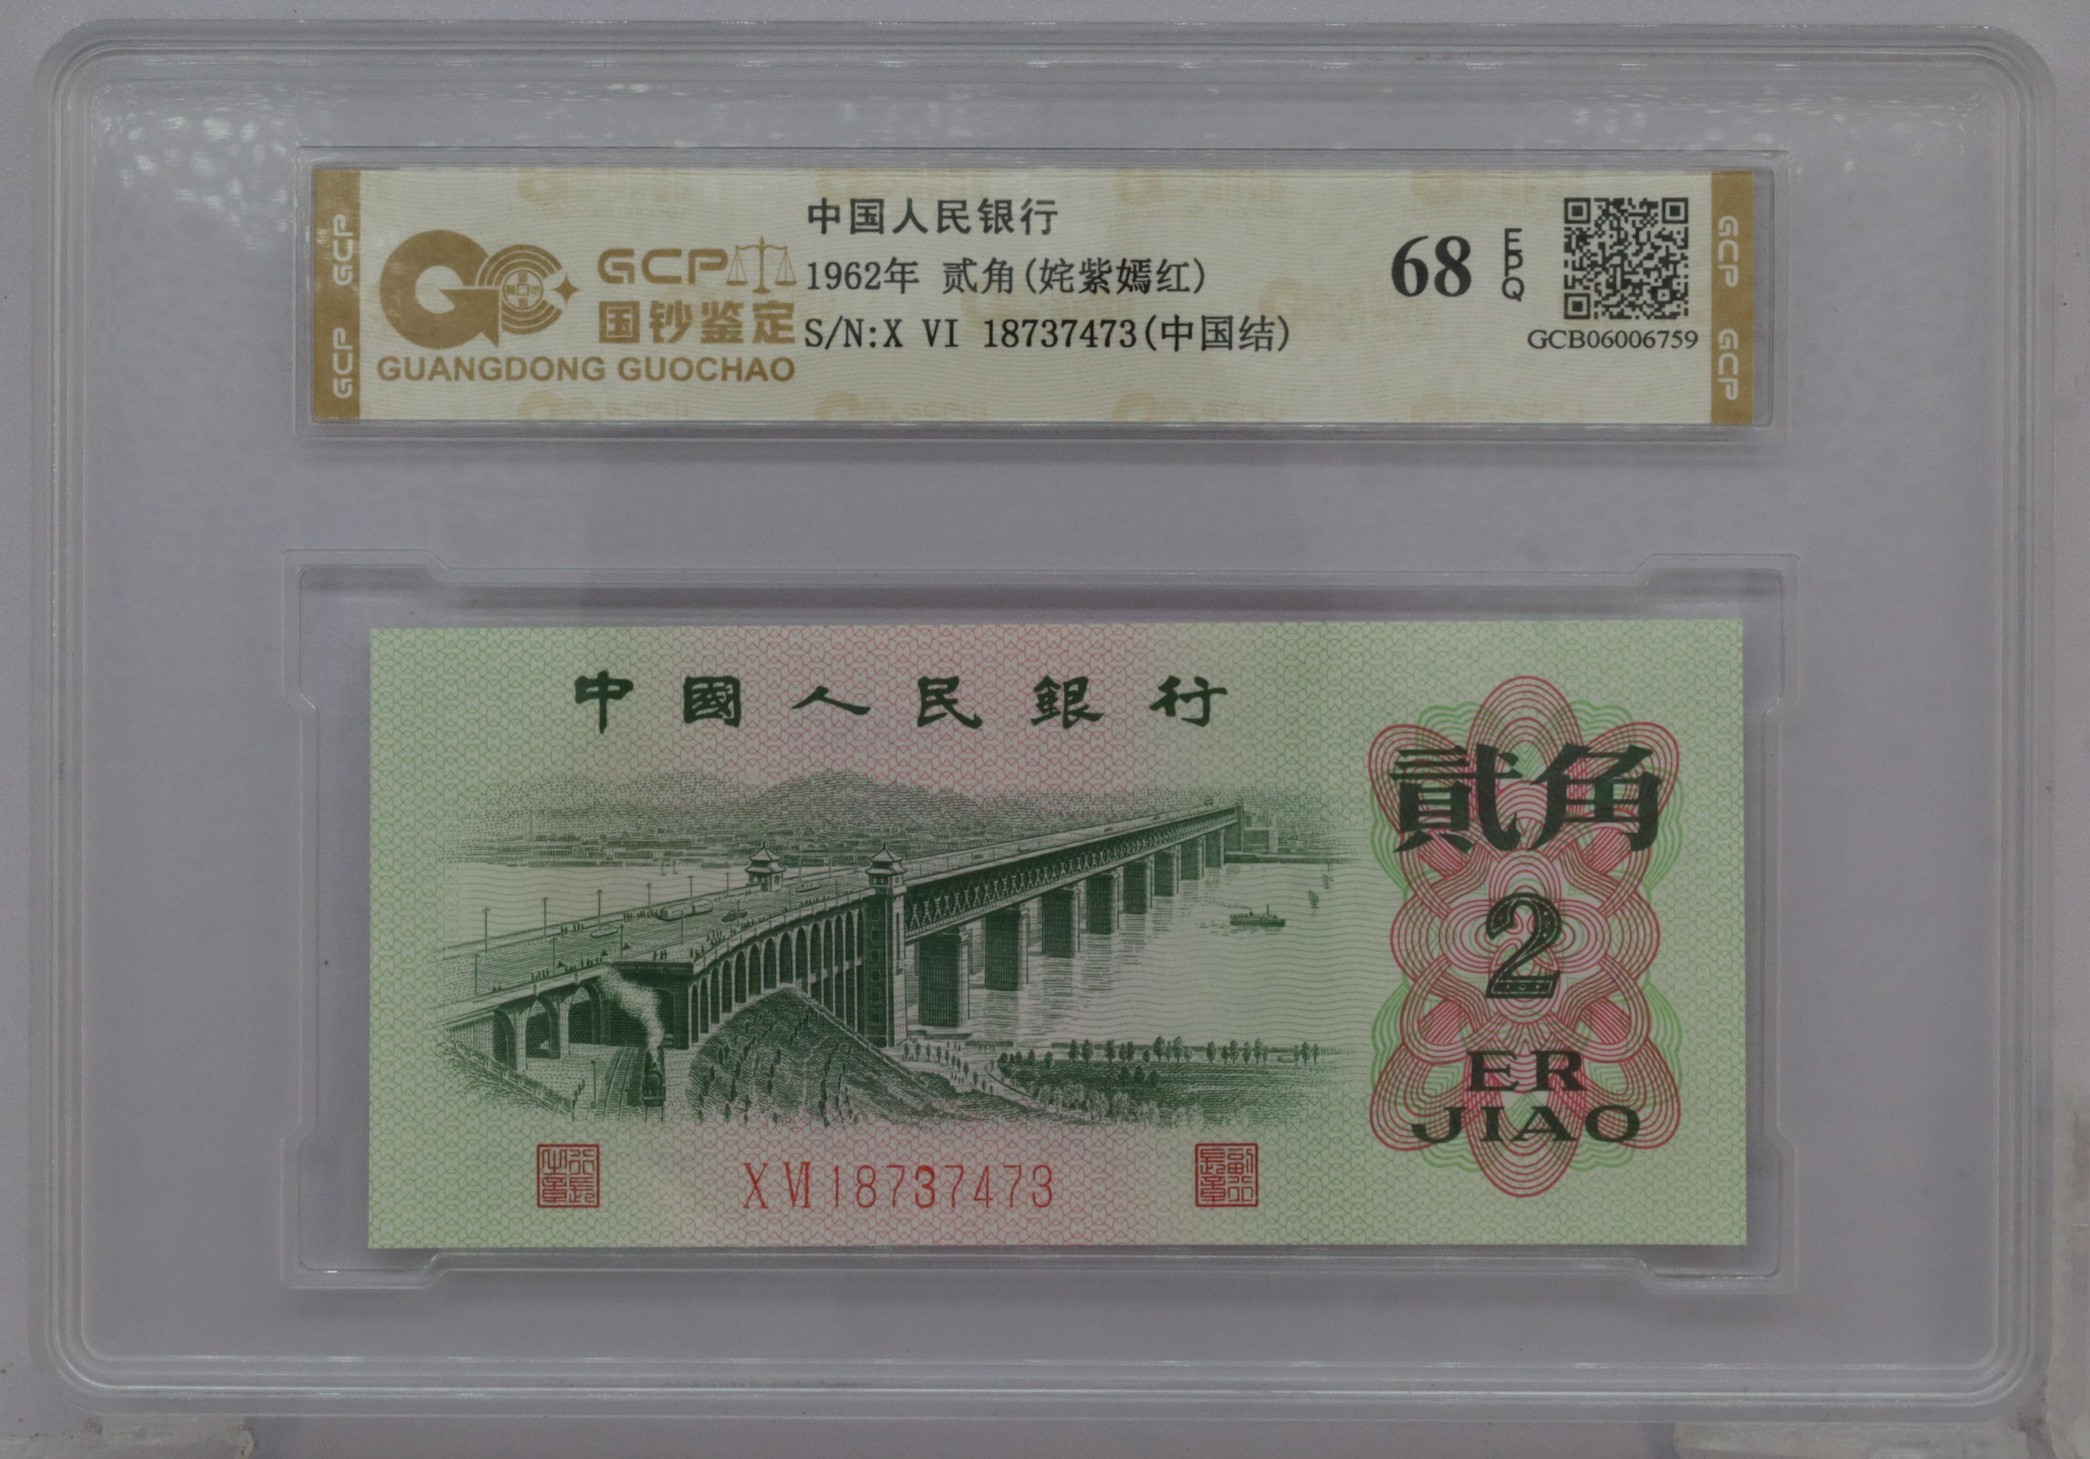 GCP
GCP
GCP
国钞鉴定
GUANGDONG GUOCHAO
中国人民银行
1962年 贰角(姹紫嫣红)
S/N:X VI 18737473(中国结)
68
EPQ
GCB06006759
GCP
GCP
中國人民銀行
貳角
2
ER
JIAO
X VI 18737473